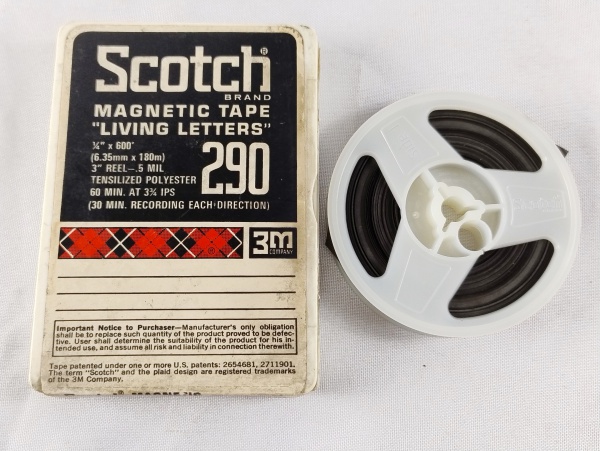 Scotch®
BRAND
MAGNETIC TAPE
"LIVING LETTERS"
¼" x 600'
(6.35mm x 180m)
3" REEL—.5 MIL
TENSILIZED POLYESTER
290
60 MIN. AT 3¾ IPS
(30 MIN. RECORDING EACH DIRECTION)
®
3M
COMPANY
Important Notice to Purchaser—Manufacturer's only obligation
shall be to replace such quantity of the product proved to be defec-
tive. User shall determine the suitability of the product for his in-
tended use, and assume all risk and liability in connection therewith.
Tape patented under one or more U.S. patents: 2654681, 2711901.
The term "Scotch" and the plaid design are registered trademarks
of the 3M Company.